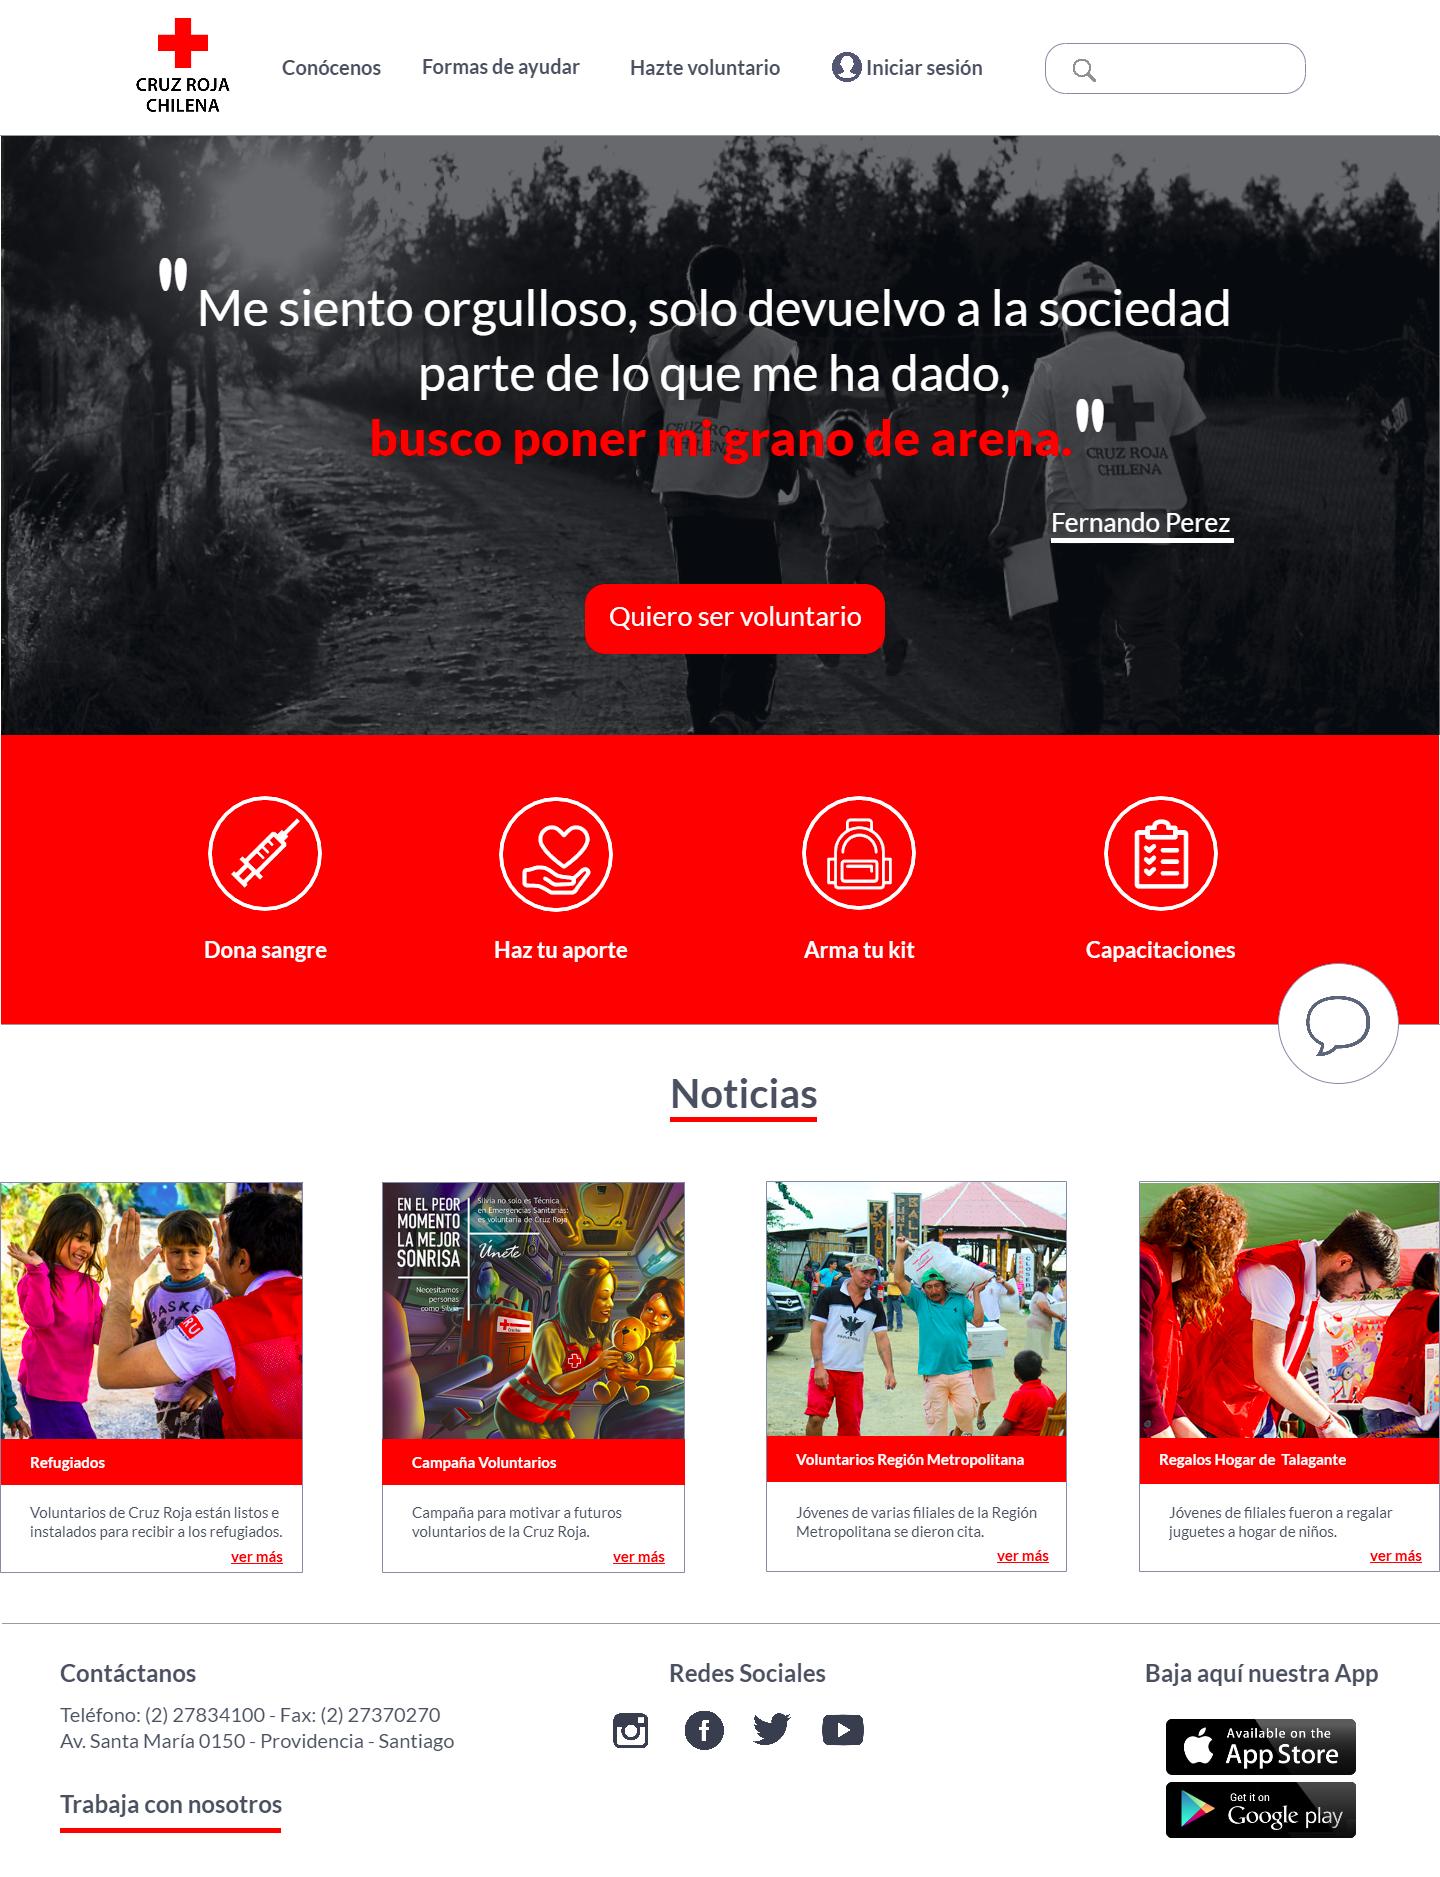 CRUZ ROJA
CHILENA
Conócenos
Formas de ayudar
Hazte voluntario
Iniciar sesión
"Me siento orgulloso, solo devuelvo a la sociedad
parte de lo que me ha dado,
busco poner mi grano de arena."
CRUZ ROJA
CHILENA
CRUZ ROJA
CHILENA
Fernando Perez
Quiero ser voluntario
Dona sangre
Haz tu aporte
Arma tu kit
Capacitaciones
Noticias
EN EL PEOR
MOMENTO
LA MEJOR
SONRISA
Silvia no solo es Técnica
en Emergencias Sanitarias:
es voluntaria de Cruz Roja
Únete
Necesitamos
personas
como Silvia
Refugiados
Voluntarios de Cruz Roja están listos e
instalados para recibir a los refugiados.
ver más
Campaña Voluntarios
Campaña para motivar a futuros
voluntarios de la Cruz Roja.
ver más
Voluntarios Región Metropolitana
Jóvenes de varias filiales de la Región
Metropolitana se dieron cita.
ver más
Regalos Hogar de  Talagante
Jóvenes de filiales fueron a regalar
juguetes a hogar de niños.
ver más
Contáctanos
Teléfono: (2) 27834100 - Fax: (2) 27370270
Av. Santa María 0150 - Providencia - Santiago
Trabaja con nosotros
Redes Sociales
Baja aquí nuestra App
Available on the
App Store
Get it on
Google play